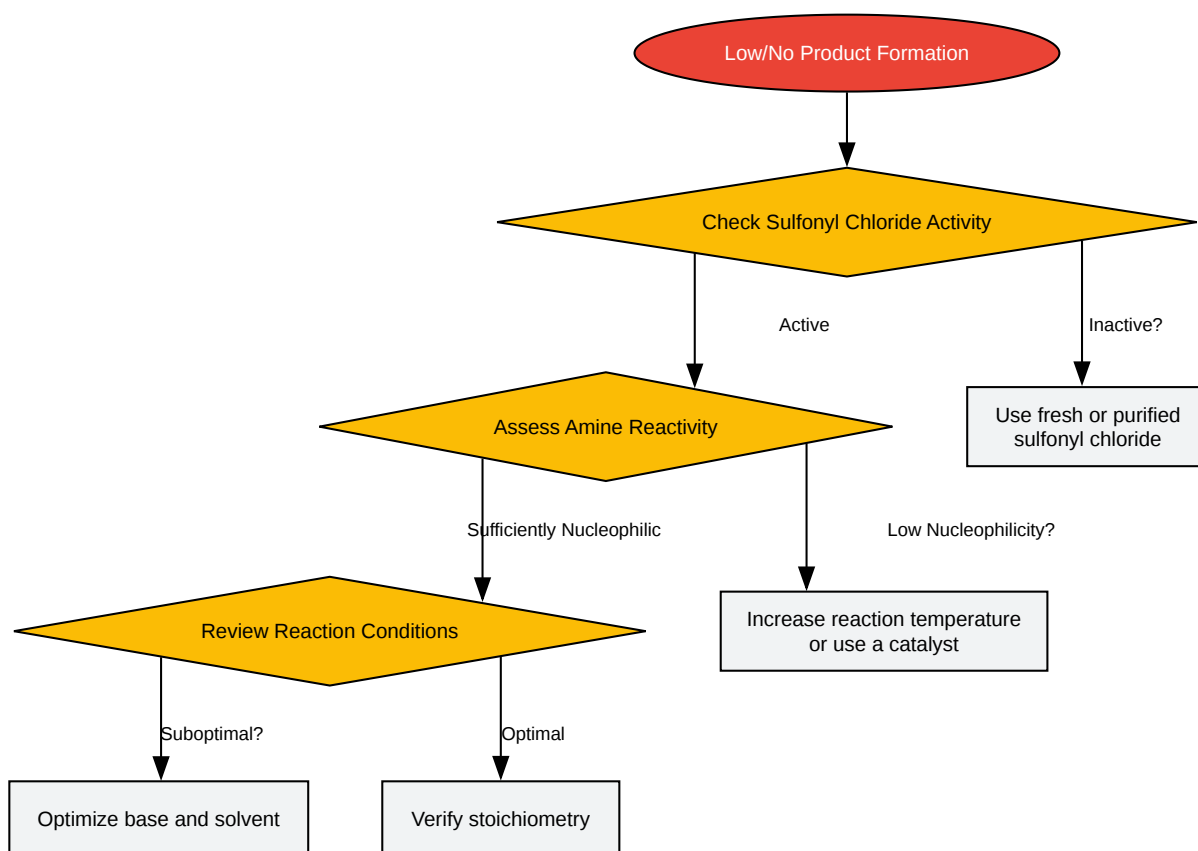 Low/No Product Formation
Check Sulfonyl Chloride Activity
Active
Inactive?
Use fresh or purified
sulfonyl chloride
Assess Amine Reactivity
Sufficiently Nucleophilic
Low Nucleophilicity?
Increase reaction temperature
or use a catalyst
Review Reaction Conditions
Suboptimal?
Optimal
Optimize base and solvent
Verify stoichiometry